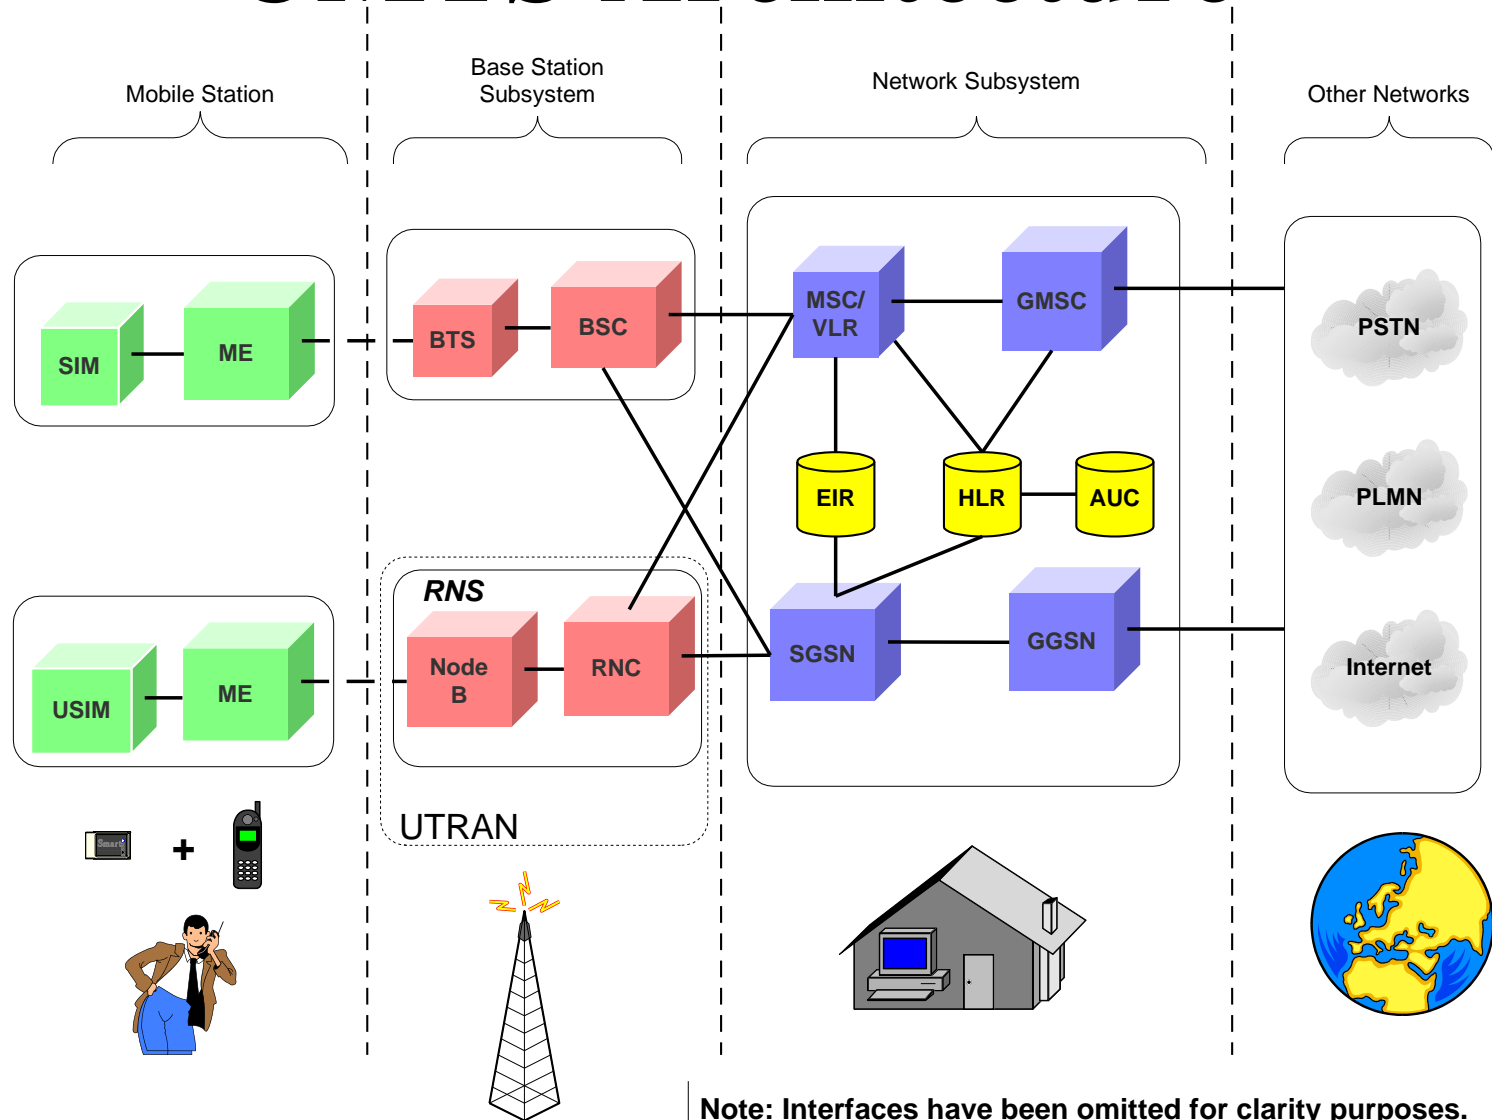 Mobile Station
Base Station
Subsystem
Network Subsystem
Other Networks
SIM
ME
BTS
BSC
MSC/
VLR
GMSC
PSTN
EIR
HLR
AUC
PLMN
RNS
USIM
ME
Node
B
RNC
SGSN
GGSN
Internet
UTRAN
Smart
+
Note: Interfaces have been omitted for clarity purposes.